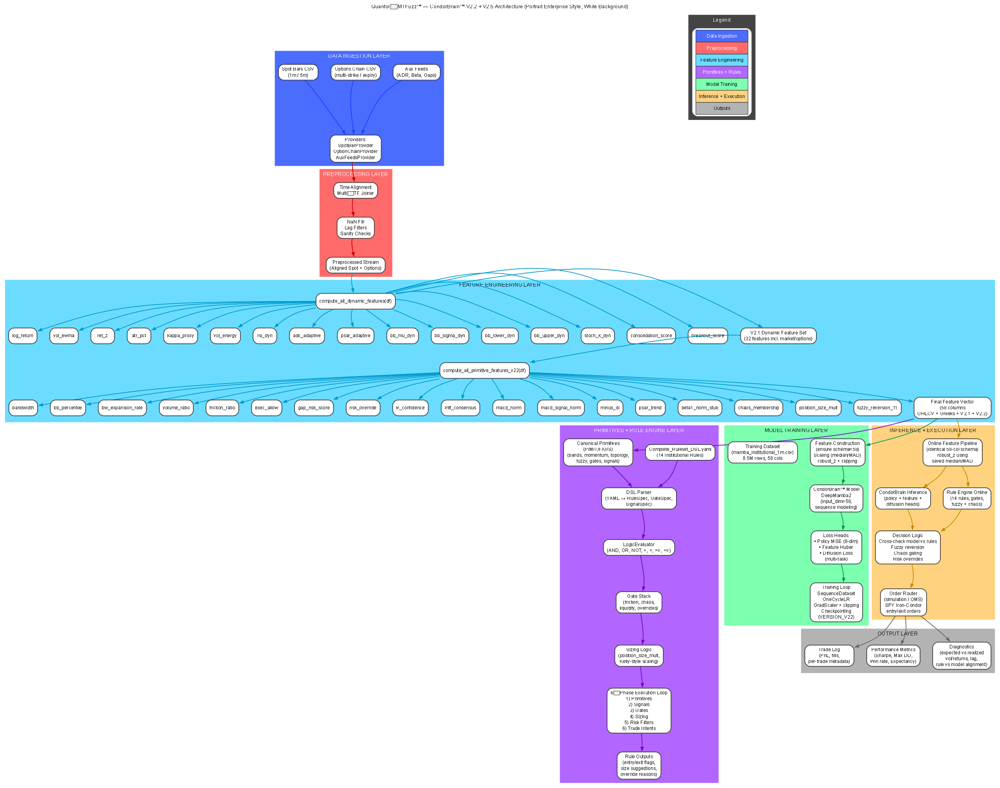 Quantor□□MTFuzz™ — CondorBrain™ V2.2 + V2.5 Architecture (Portrait Enterprise Style, White Background)
Legend
Data Ingestion
Preprocessing
Feature Engineering
Primitives + Rules
Model Training
Inference + Execution
Outputs
DATA INGESTION LAYER
Spot Bars CSV
(1m / 5m)
Options Chain CSV
(multi-strike / expiry)
Aux Feeds
(ADR, Beta, Gaps)
Providers:
SpotBarProvider
OptionChainProvider
AuxFeedsProvider
PREPROCESSING LAYER
Time Alignment
Multi□□TF Joiner
NaN Fill
Lag Filters
Sanity Checks
Preprocessed Stream
(Aligned Spot + Options)
FEATURE ENGINEERING LAYER
compute_all_dynamic_features(df)
log_return
vol_ewma
ret_z
atr_pct
kappa_proxy
vol_energy
rsi_dyn
adx_adaptive
psar_adaptive
bb_mu_dyn
bb_sigma_dyn
bb_lower_dyn
bb_upper_dyn
stoch_k_dyn
consolidation_score
breakout_score
V2.1 Dynamic Feature Set
(32 features incl. market/options)
compute_all_primitive_features_v22(df)
bandwidth
bb_percentile
bw_expansion_rate
volume_ratio
friction_ratio
exec_allow
gap_risk_score
risk_override
iv_confidence
mtf_consensus
macd_norm
macd_signal_norm
minus_di
psar_trend
beta1_norm_stub
chaos_membership
position_size_mult
fuzzy_reversion_11
Final Feature Vector
(58 columns
OHLCV + Greeks + V2.1 + V2.2)
PRIMITIVES + RULE ENGINE LAYER
Canonical Primitives
(P/M/T/F/G/S)
(bands, momentum, topology,
fuzzy, gates, signals)
Complete_Ruleset_DSL.yaml
(14 Institutional Rules)
DSL Parser
(YAML → RuleSpec, GateSpec,
SignalSpec)
LogicEvaluator
(AND, OR, NOT, >, <, >=, <=)
Gate Stack
(friction, chaos,
liquidity, overrides)
Sizing Logic
(position_size_mult,
Kelly-style scaling)
6□□Phase Execution Loop
1) Primitives
2) Signals
3) Gates
4) Sizing
5) Risk Filters
6) Trade Intents
Rule Outputs
(entry/exit flags,
size suggestions,
override reasons)
MODEL TRAINING LAYER
Training Dataset
(mamba_institutional_1m.csv)
8.5M rows, 58 cols
Feature Construction
(ensure schema=58)
Scaling (median/MAD)
robust_z + clipping
CondorBrain™ Model
DeepMamba2
(input_dim=58,
sequence modeling)
Loss Heads:
• Policy MSE (8-dim)
• Feature Huber
• Diffusion Loss
(multi-task)
Training Loop
SequenceDataset
OneCycleLR
GradScaler + clipping
Checkpointing
(VERSION_V22)
INFERENCE + EXECUTION LAYER
Online Feature Pipeline
(identical 58-col schema)
robust_z using
saved median/MAD
CondorBrain Inference
(policy + feature +
diffusion heads)
Rule Engine Online
(14 rules, gates,
fuzzy + chaos)
Decision Logic
Cross-check model vs rules
Fuzzy reversion
Chaos gating
Risk overrides
Order Router
(simulation / OMS)
SPY Iron-Condor
entry/exit orders
OUTPUT LAYER
Trade Log
(PnL, fills,
per-trade metadata)
Performance Metrics
(Sharpe, Max DD,
Win rate, Expectancy)
Diagnostics
(expected vs realized
vol/returns, lag,
rule vs model alignment)